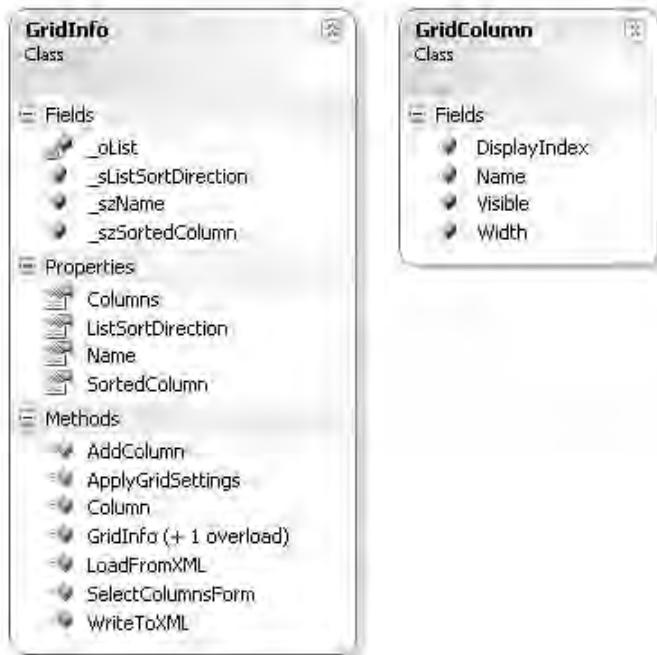 GridInfo
Class
Fields
_oList
_sListSortDirection
_szName
_szSortedColumn
Properties
Columns
ListSortDirection
Name
SortedColumn
Methods
AddColumn
ApplyGridSettings
Column
GridInfo (+ 1 overload)
LoadFromXML
SelectColumnsForm
WriteToXML
GridColumn
Class
Fields
DisplayIndex
Name
Visible
Width